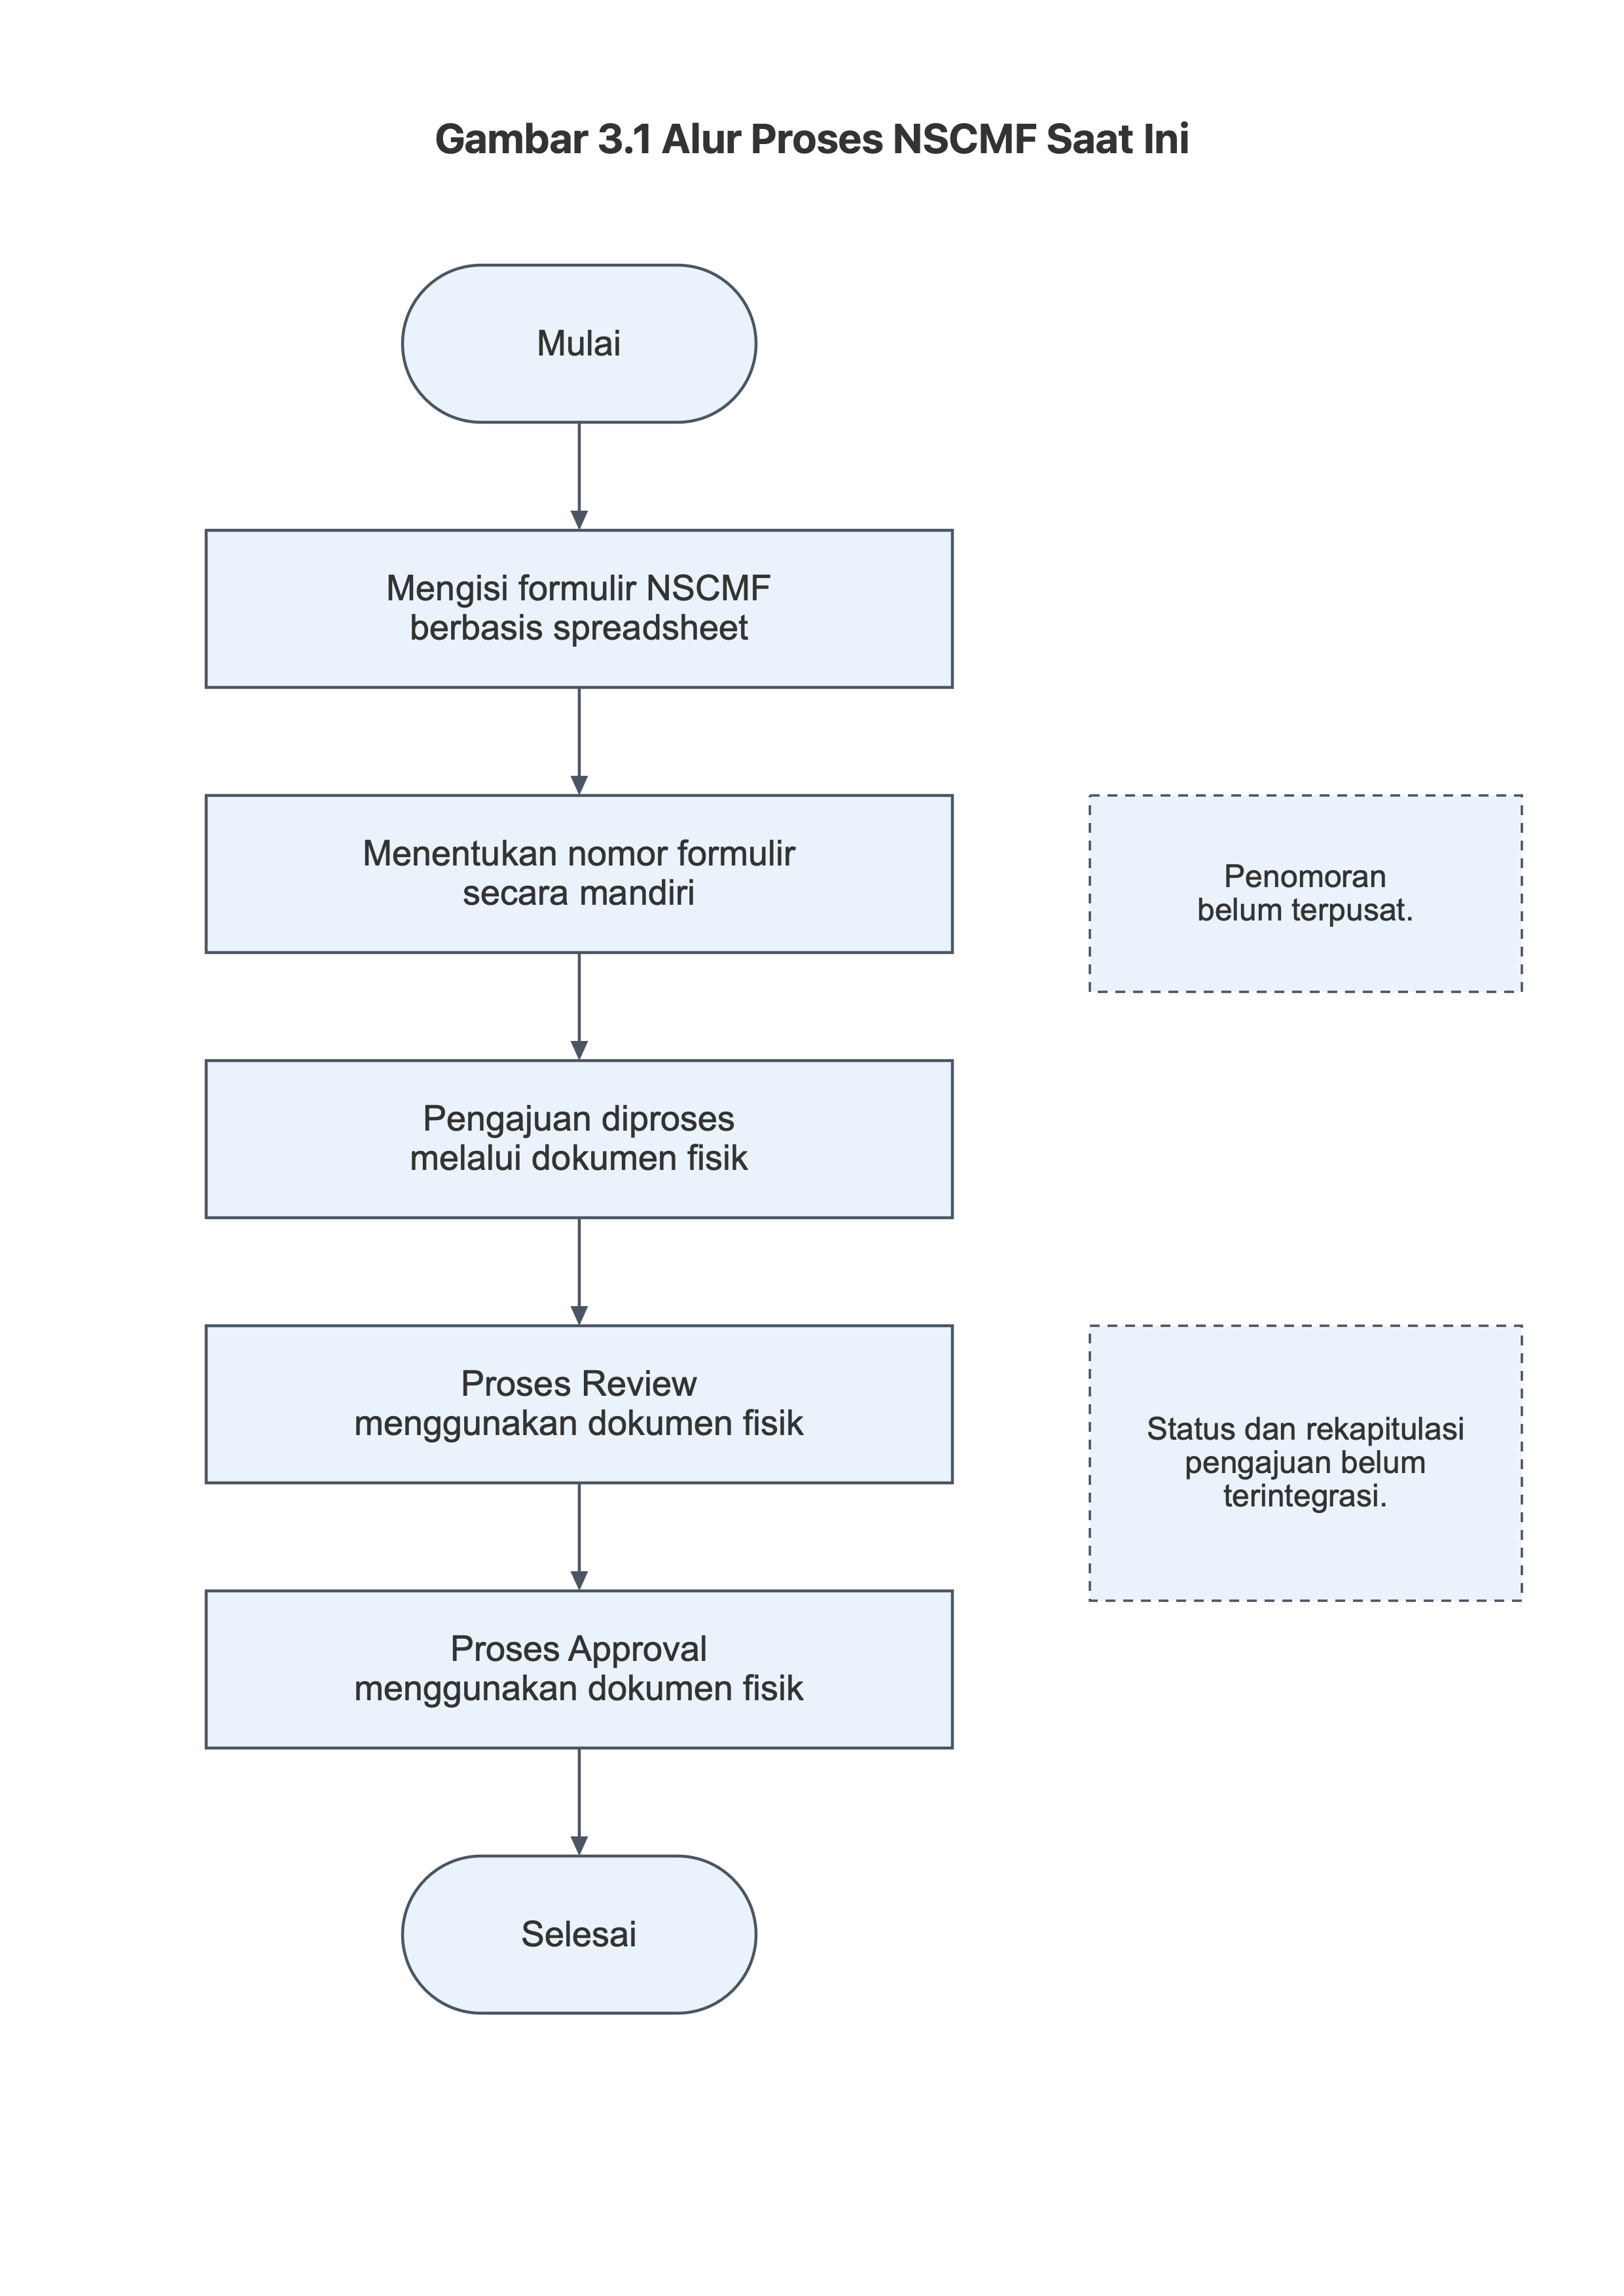 Gambar 3.1 Alur Proses NSCMF Saat Ini
Mulai
Mengisi formulir NSCMF
berbasis spreadsheet
Menentukan nomor formulir
secara mandiri
Penomoran
belum terpusat.
Pengajuan diproses
melalui dokumen fisik
Proses Review
menggunakan dokumen fisik
Status dan rekapitulasi
pengajuan belum
terintegrasi.
Proses Approval
menggunakan dokumen fisik
Selesai